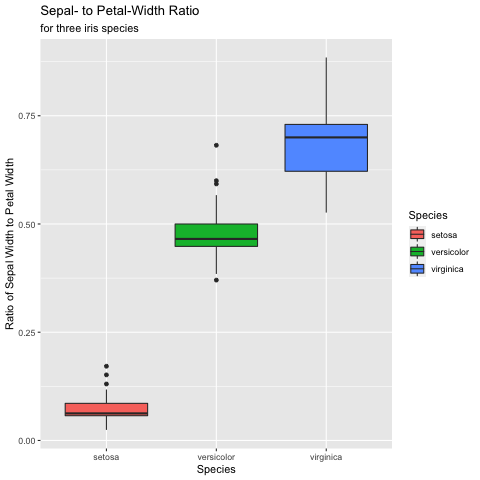 Sepal- to Petal-Width Ratio
for three iris species
Ratio of Sepal Width to Petal Width
0.75
0.50
0.25
0.00
setosa
versicolor
virginica
Species
Species
setosa
versicolor
virginica